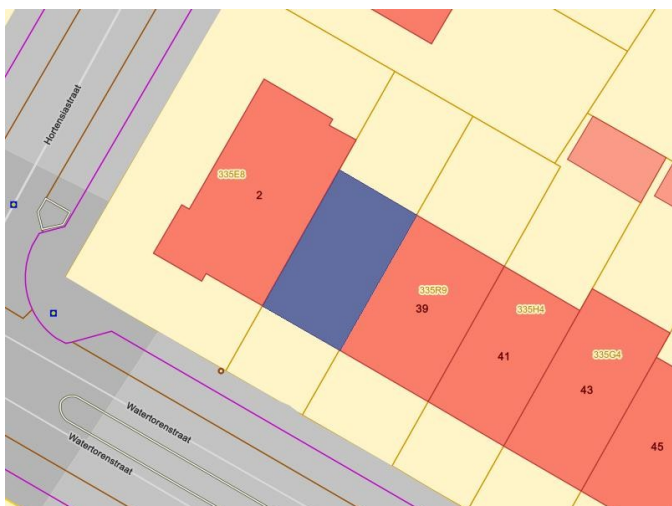 Hortensiastraat
335E8
2
335R9
39
335H4
41
335G4
43
45
Watertorenstraat
Watertorenstraat